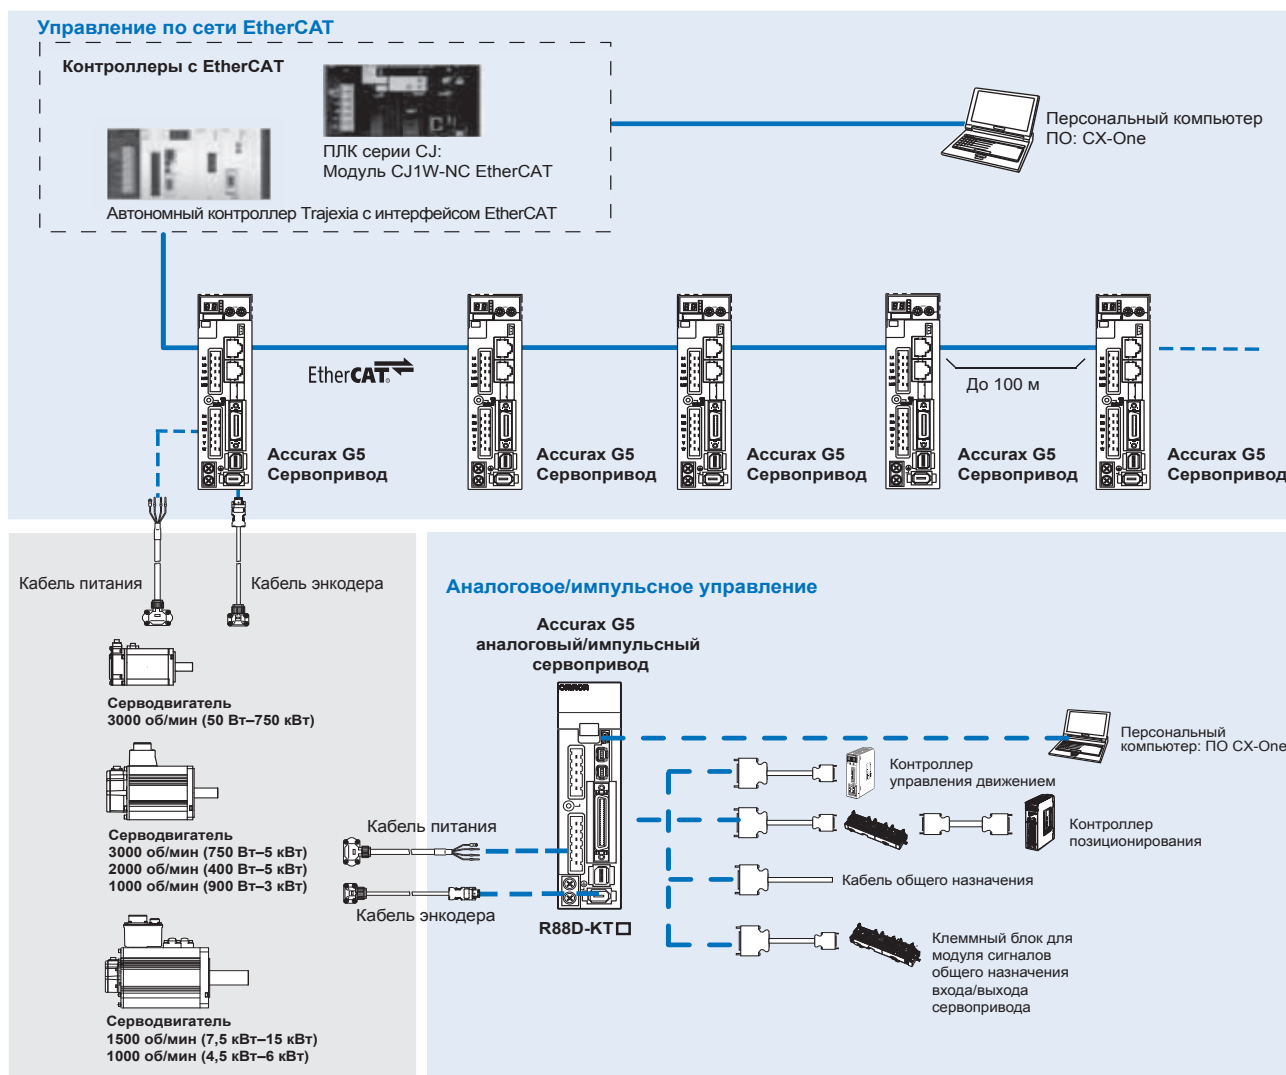 Управление по сети EtherCAT
Контроллеры с EtherCAT
ПЛК серии CJ:
Модуль CJ1W-NC EtherCAT
Автономный контроллер Trajexia с интерфейсом EtherCAT
Персональный компьютер
ПО: CX-One
EtherCAT®
До 100 м
Accurax G5
Сервопривод
Accurax G5
Сервопривод
Accurax G5
Сервопривод
Accurax G5
Сервопривод
Accurax G5
Сервопривод
Кабель питания
Кабель энкодера
Серводвигатель
3000 об/мин (50 Вт–750 кВт)
Серводвигатель
3000 об/мин (750 Вт–5 кВт)
2000 об/мин (400 Вт–5 кВт)
1000 об/мин (900 Вт–3 кВт)
Серводвигатель
1500 об/мин (7,5 кВт–15 кВт)
1000 об/мин (4,5 кВт–6 кВт)
Аналоговое/импульсное управление
Accurax G5
аналоговый/импульсный
сервопривод
OMRON
Кабель питания
Кабель энкодера
R88D-KT□
Персональный
компьютер: ПО CX-One
Контроллер
управления движением
Контроллер
позиционирования
Кабель общего назначения
Клеммный блок для
модуля сигналов
общего назначения
входа/выхода
сервопривода